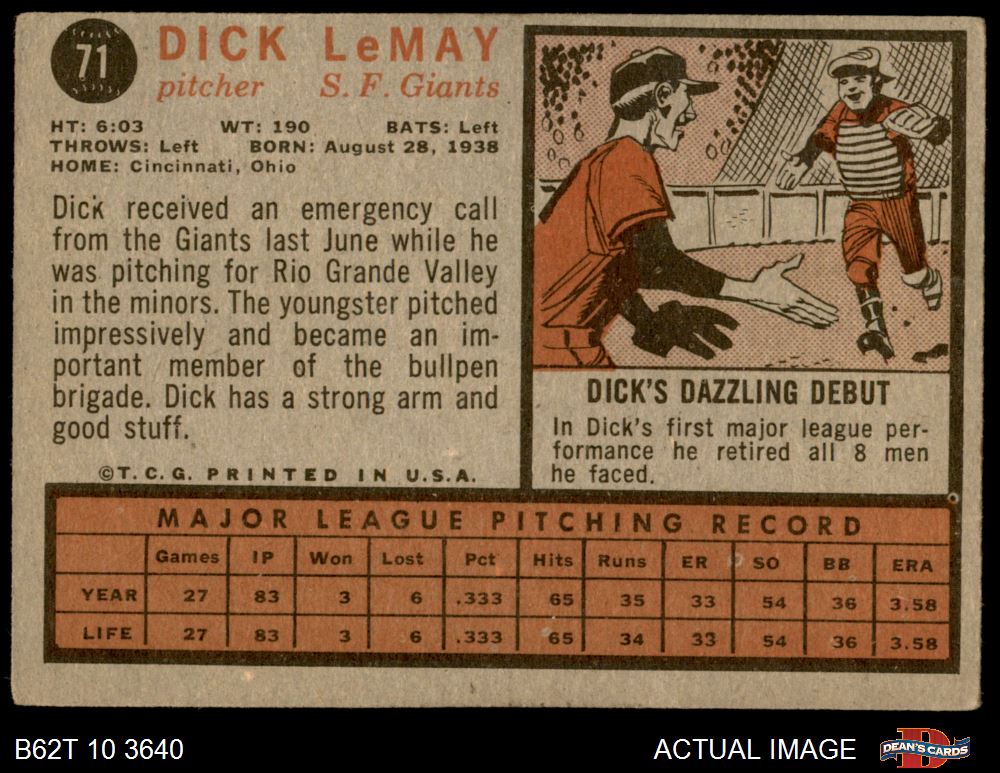 71
DICK LeMAY
pitcher S. F. Giants
HT: 6:03 WT: 190 BATS: Left
THROWS: Left BORN: August 28, 1938
HOME: Cincinnati, Ohio
Dick received an emergency call
from the Giants last June while he
was pitching for Rio Grande Valley
in the minors. The youngster pitched
impressively and became an im-
portant member of the bullpen
brigade. Dick has a strong arm and
good stuff.
©T. C. G. PRINTED IN U.S.A.
DICK'S DAZZLING DEBUT
In Dick's first major league per-
formance he retired all 8 men
he faced.
MAJOR LEAGUE PITCHING RECORD
Games IP Won Lost Pct Hits Runs ER SO BB ERA
YEAR 27 83 3 6 .333 65 35 33 54 36 3.58
LIFE 27 83 3 6 .333 65 34 33 54 36 3.58
B62T 10 3640 ACTUAL IMAGE DEAN'S CARDS